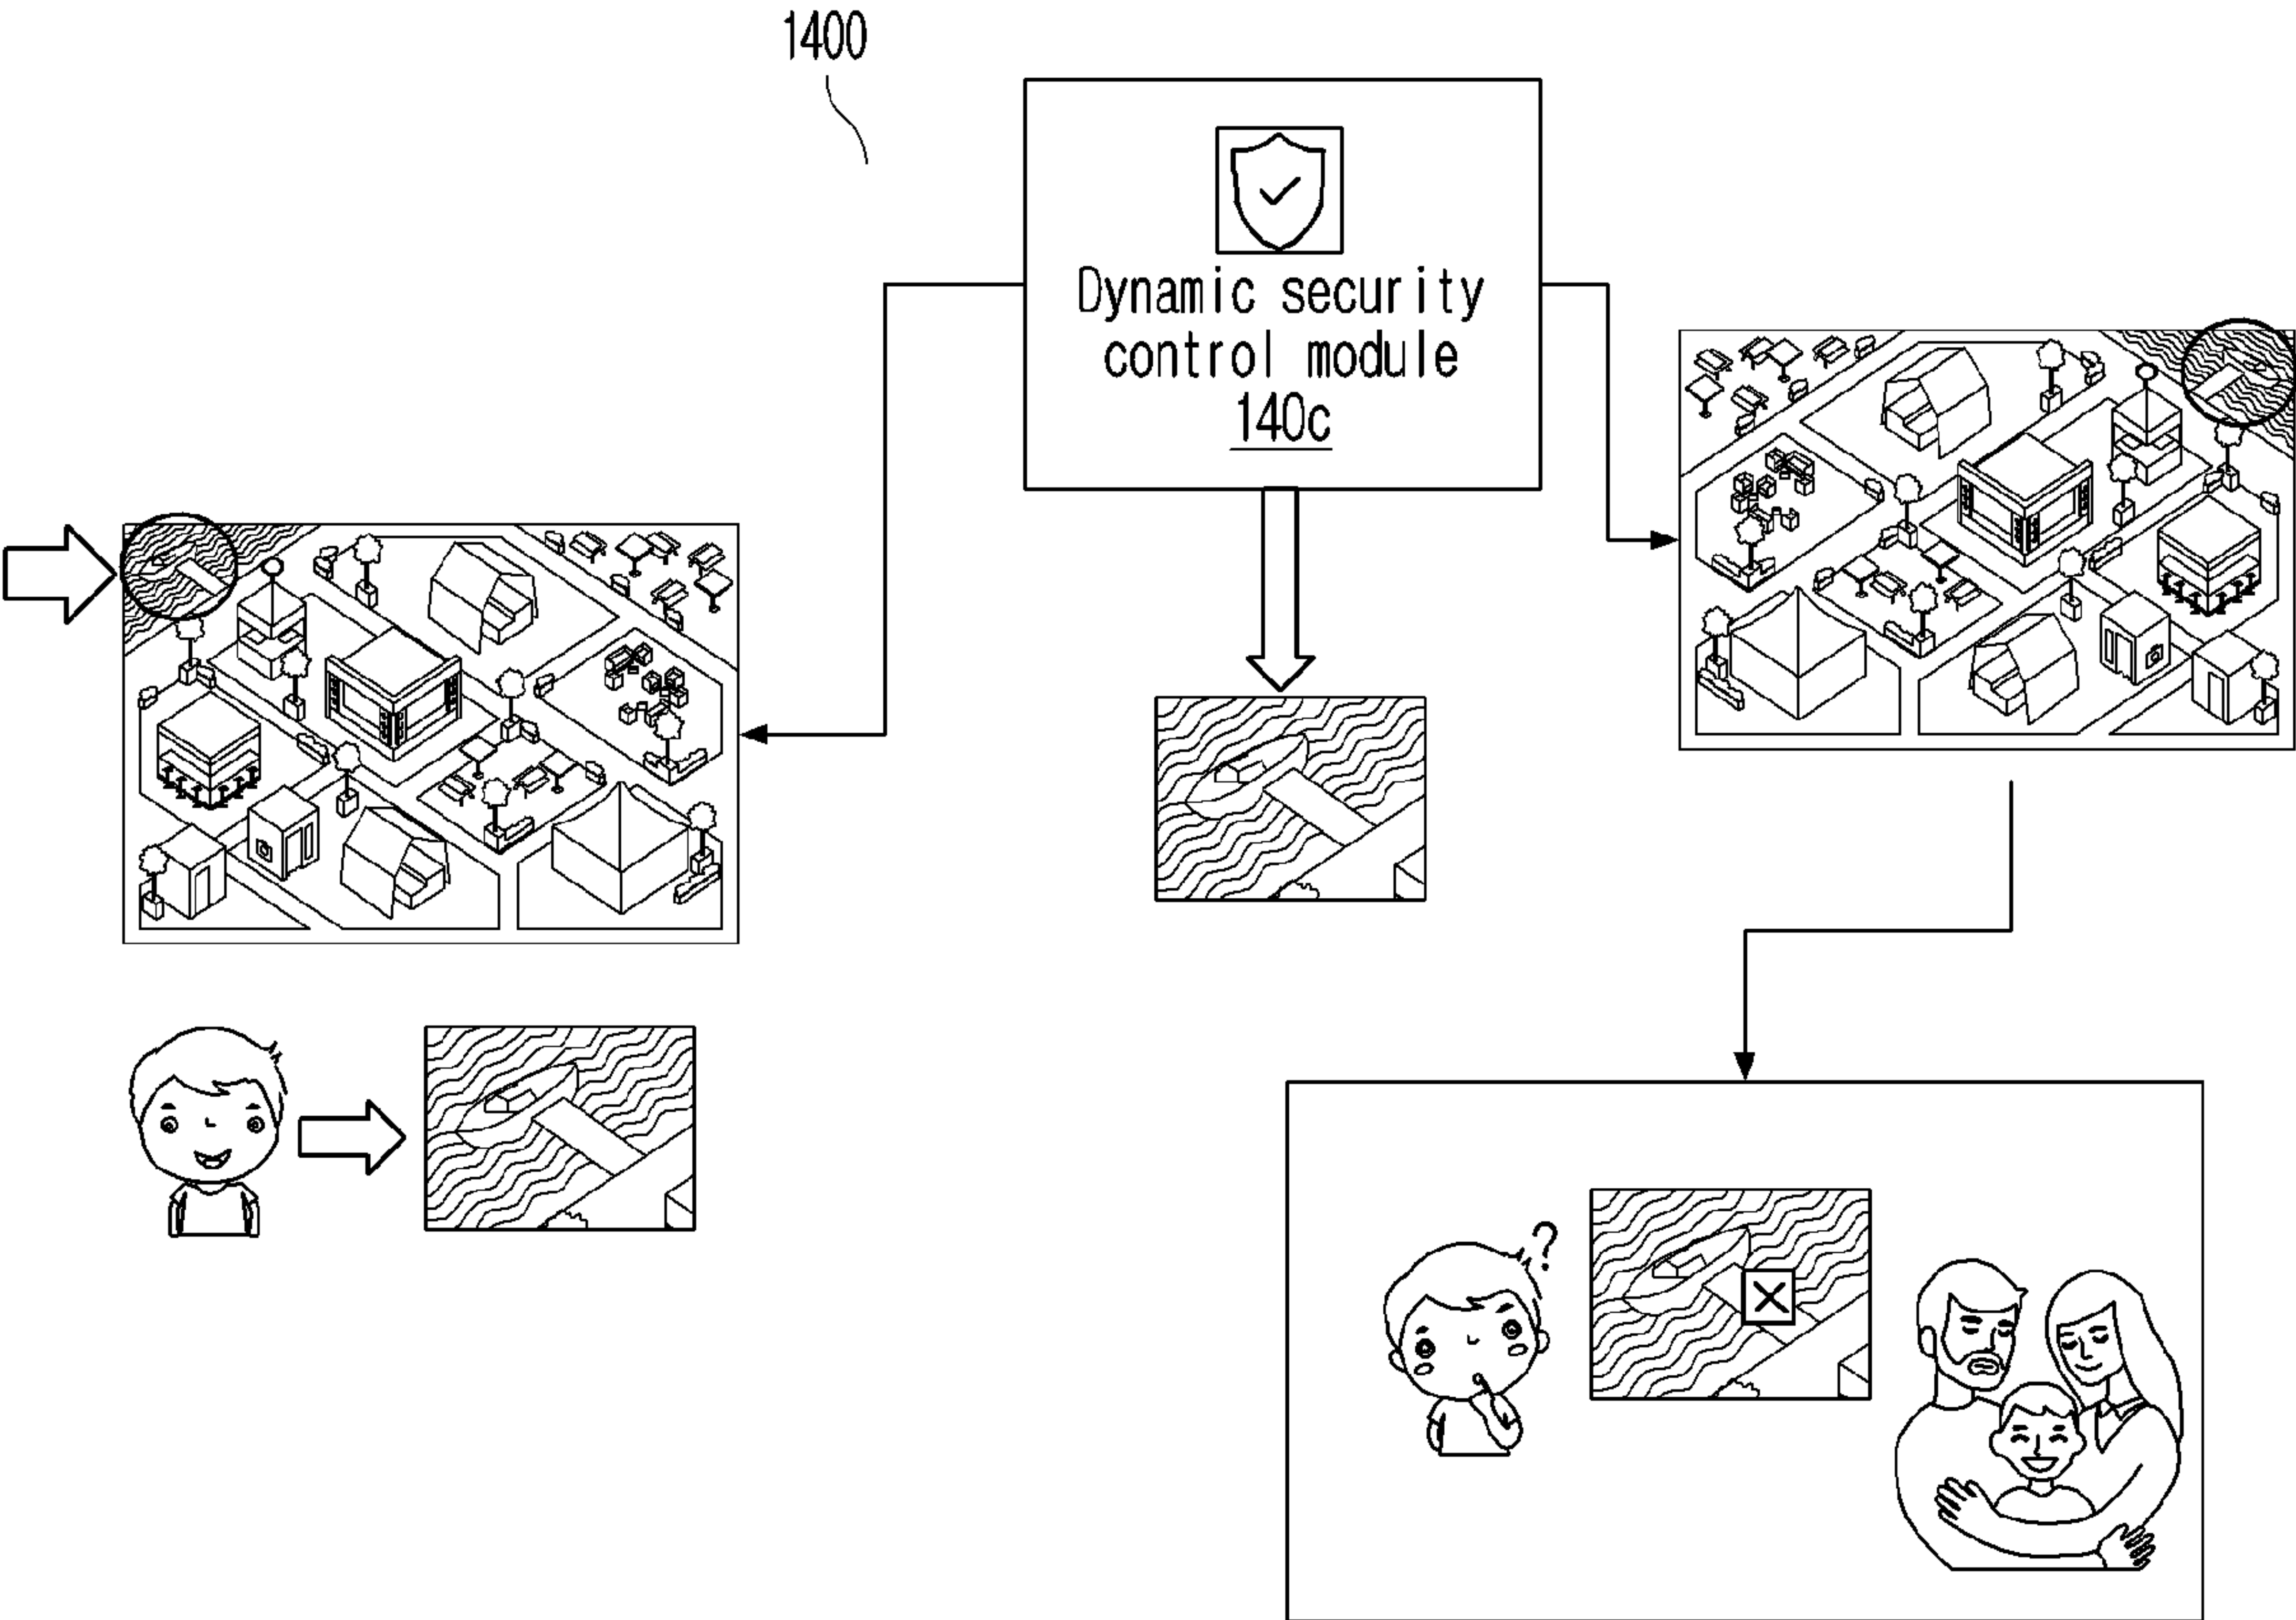 1400
Dynamic security
control module
140c
?